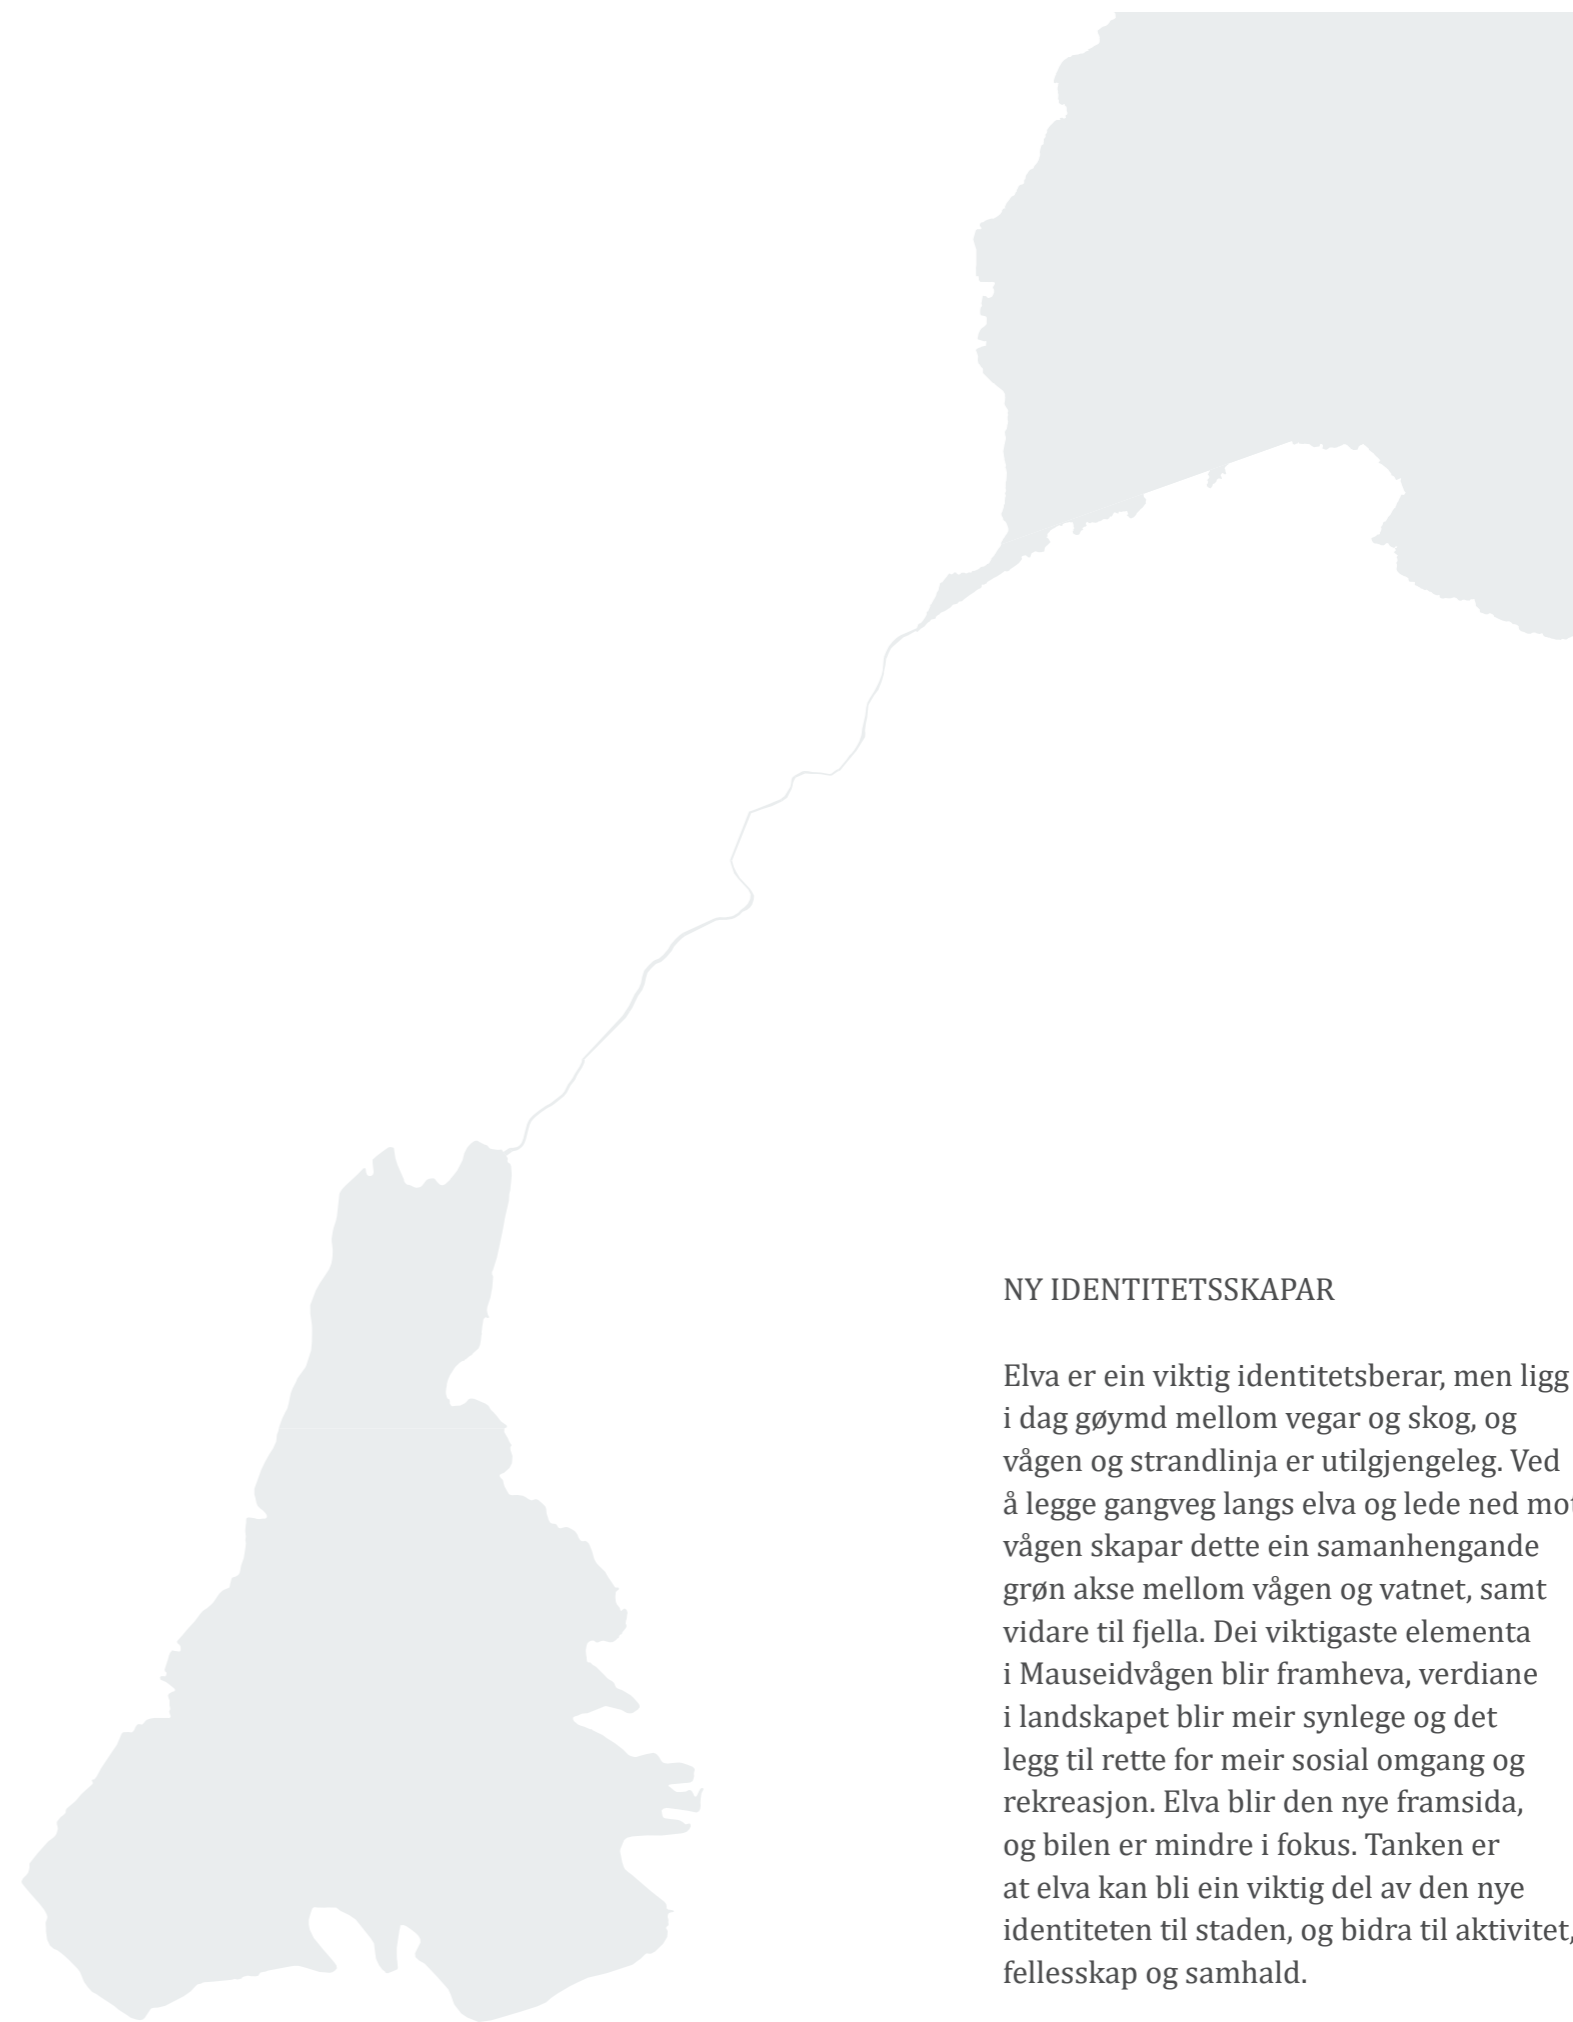 NY IDENTITETSSKAPAR
Elva er ein viktig identitetsberar, men ligg
i dag gøymd mellom vegar og skog, og
vågen og strandlinja er utilgjengeleg. Ved
å legge gangveg langs elva og lede ned mot
vågen skapar dette ein samanhengande
grøn akse mellom vågen og vatnet, samt
vidare til fjella. Dei viktigaste elementa
i Mauseidvågen blir framheva, verdiane
i landskapet blir meir synlege og det
legg til rette for meir sosial omgang og
rekreasjon. Elva blir den nye framsida,
og bilen er mindre i fokus. Tanken er
at elva kan bli ein viktig del av den nye
identiteten til staden, og bidra til aktivitet,
fellesskap og samhald.